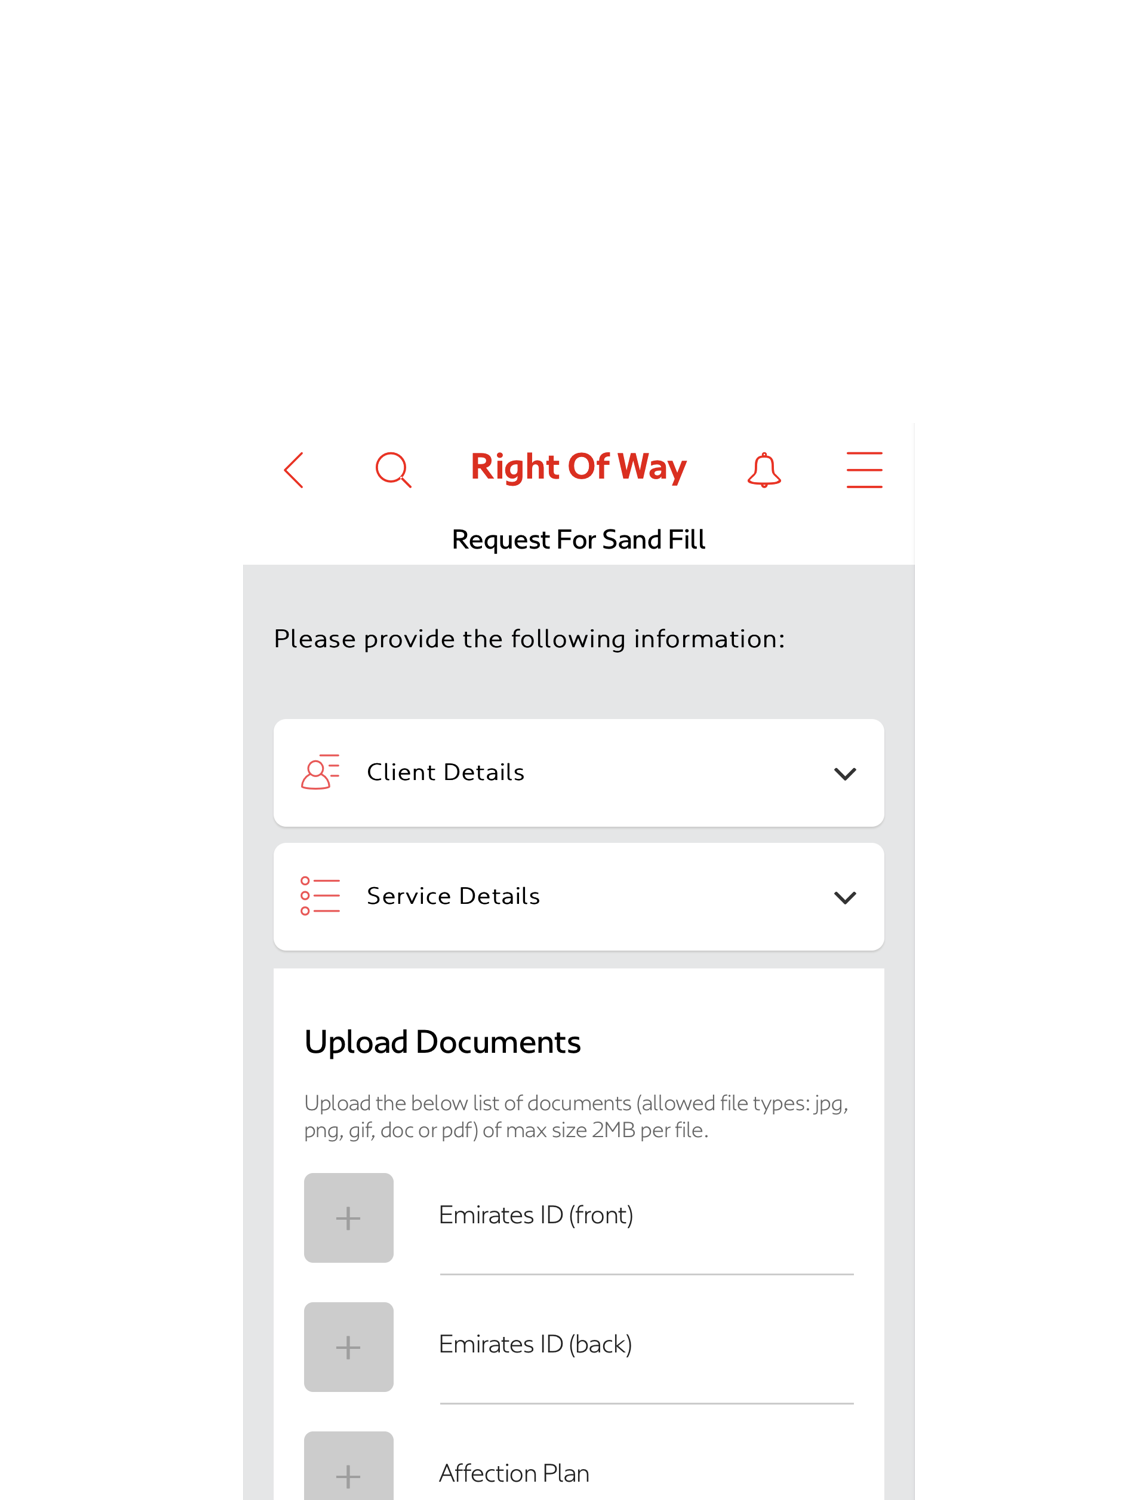 Right Of Way
Request For Sand Fill
Please provide the following information:
Client Details
Service Details
Upload Documents
Upload the below list of documents (allowed file types: jpg,
png, gif, doc or pdf) of max size 2MB per file.
Emirates ID (front)
Emirates ID (back)
Affection Plan